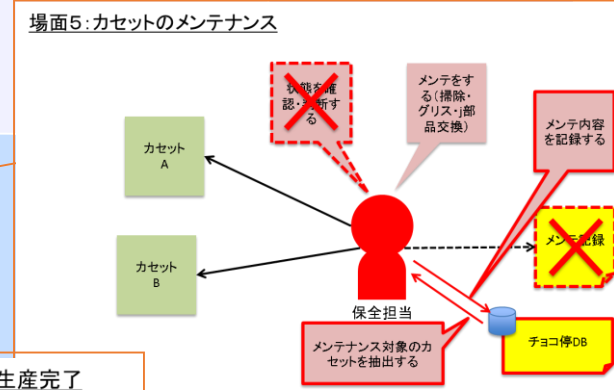 場面5:カセットのメンテナンス
状態を確
認・判断す
る
メンテをす
る(掃除・
グリス・j部
品交換)
メンテ内容
を記録する
カセット
A
メンテ記録
カセット
B
保全担当
メンテナンス対象のカ
セットを抽出する
チョコ停DB
生産完了